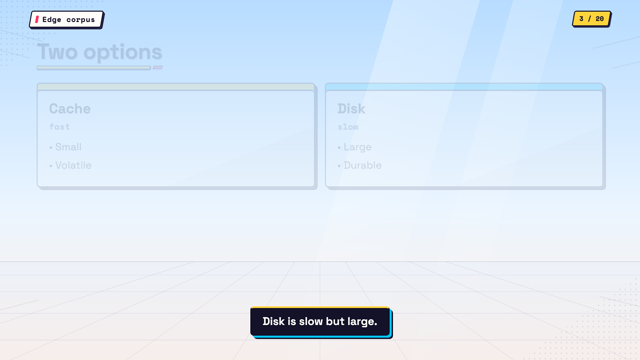 Edge corpus
3 / 20
Two options
Cache
fast
• Small
• Volatile
Disk
slow
• Large
• Durable
Disk is slow but large.